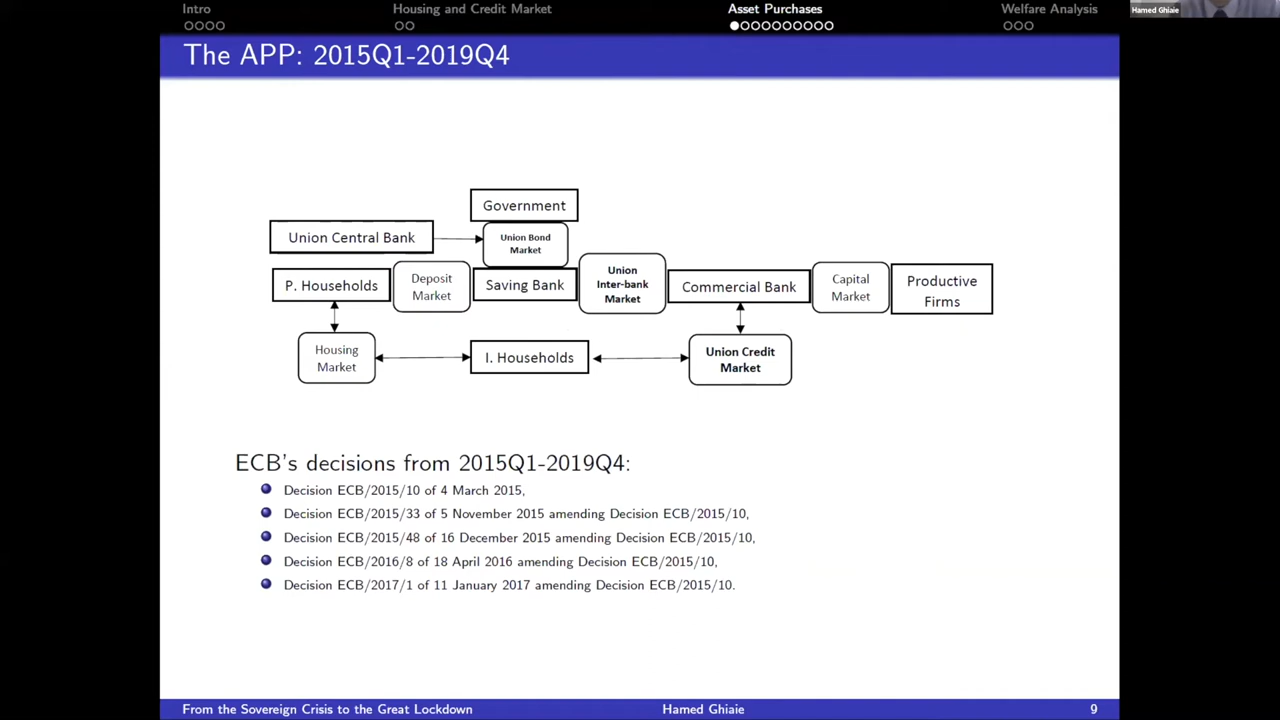 Intro
Housing and Credit Market
Asset Purchases
Welfare Analysis
Hamed Ghiaie
The APP: 2015Q1-2019Q4
Government
Union Central Bank
Union Bond
Market
P. Households
Deposit
Market
Saving Bank
Union
Inter-bank
Market
Commercial Bank
Capital
Market
Productive
Firms
Housing
Market
I. Households
Union Credit
Market
ECB's decisions from 2015Q1-2019Q4:
Decision ECB/2015/10 of 4 March 2015,
Decision ECB/2015/33 of 5 November 2015 amending Decision ECB/2015/10,
Decision ECB/2015/48 of 16 December 2015 amending Decision ECB/2015/10,
Decision ECB/2016/8 of 18 April 2016 amending Decision ECB/2015/10,
Decision ECB/2017/1 of 11 January 2017 amending Decision ECB/2015/10.
From the Sovereign Crisis to the Great Lockdown
Hamed Ghiaie
9